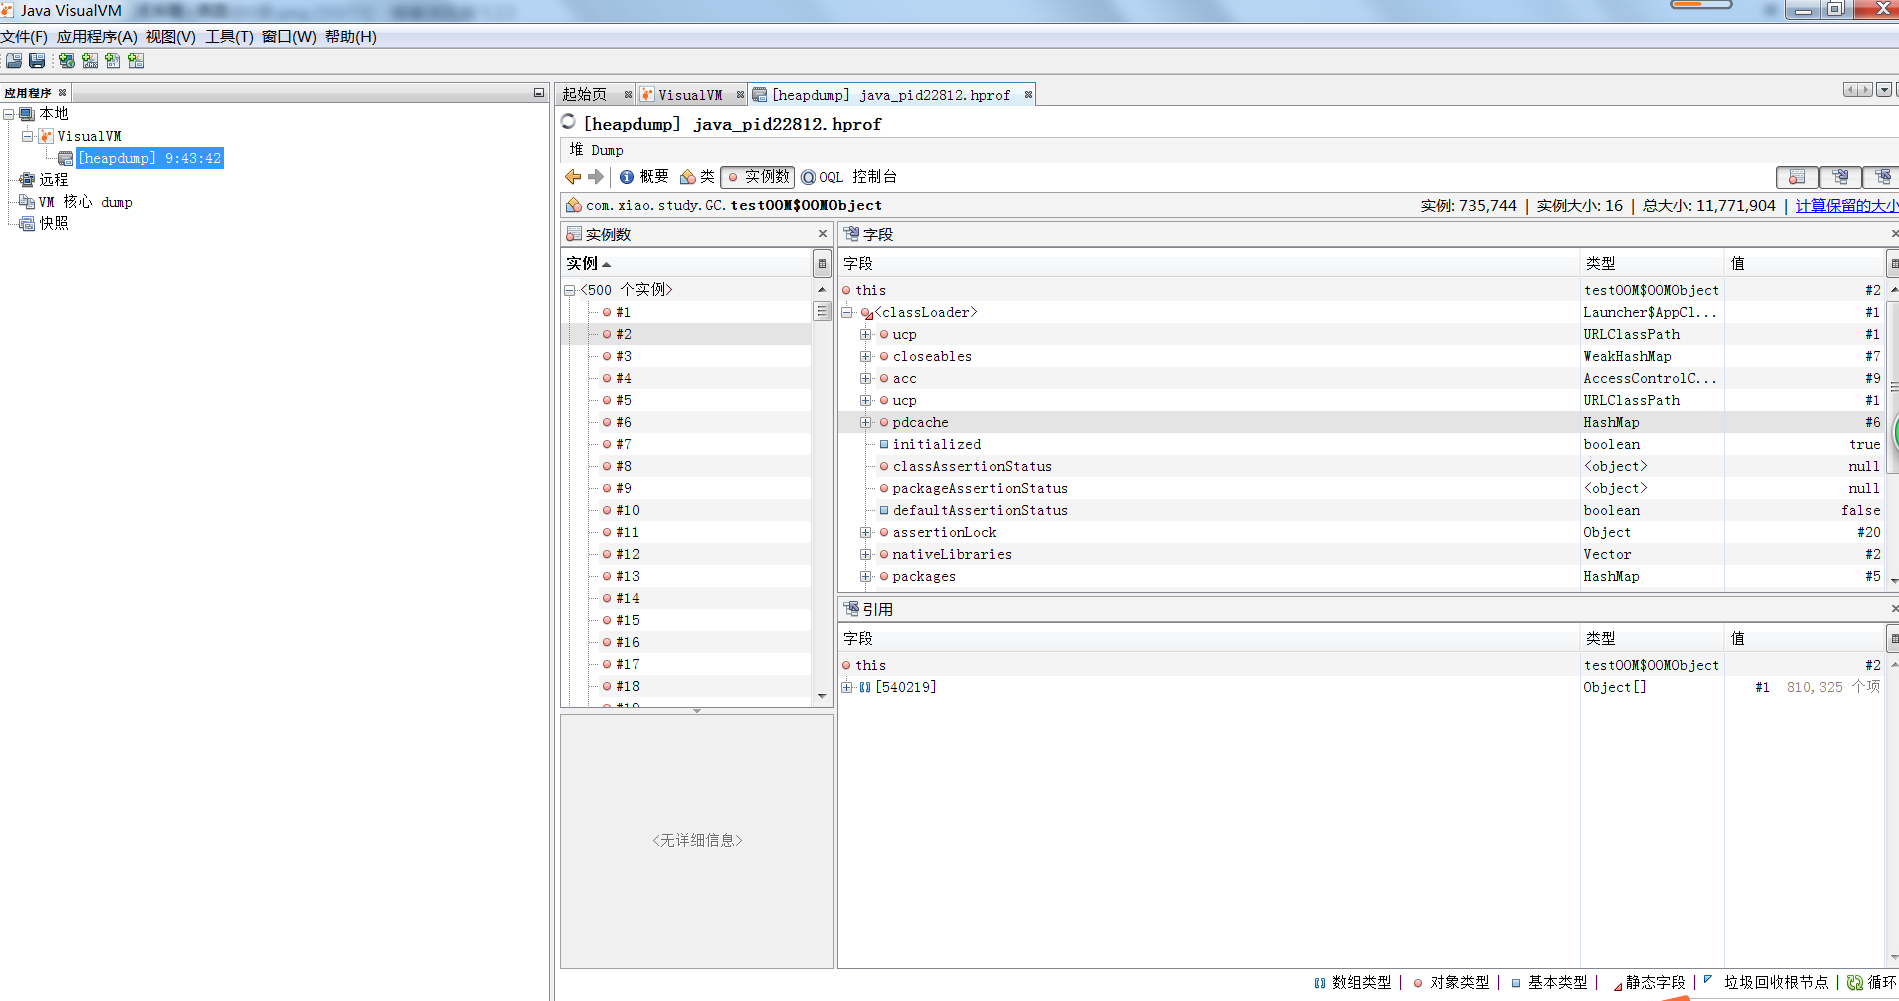 Java VisualVM
文件(F) 应用程序(A) 视图(V) 工具(T) 窗口(W) 帮助(H)
应用程序
本地
VisualVM
[heapdump] 9:43:42
远程
VM 核心 dump
快照
起始页 VisualVM [heapdump] java_pid22812.hprof
[heapdump] java_pid22812.hprof
堆 Dump
概要 类 实例数 OQL 控制台
com.xiao.study.GC.testOOM$OOMObject 实例: 735,744 | 实例大小: 16 | 总大小: 11,771,904 | 计算保留的大小
实例数
实例
<500 个实例>
#1
#2
#3
#4
#5
#6
#7
#8
#9
#10
#11
#12
#13
#14
#15
#16
#17
#18
#19
<无详细信息>
字段
字段 类型 值
this testOOM$OOMObject #2
<classLoader> Launcher$AppCl... #1
ucp URLClassPath #1
closeables WeakHashMap #7
acc AccessControlC... #9
ucp URLClassPath #1
pdcache HashMap #6
initialized boolean true
classAssertionStatus <object> null
packageAssertionStatus <object> null
defaultAssertionStatus boolean false
assertionLock Object #20
nativeLibraries Vector #2
packages HashMap #5
引用
字段 类型 值
this testOOM$OOMObject #2
[540219] Object[] #1 810,325 个项
数组类型 | 对象类型 | 基本类型 | 静态字段 | 垃圾回收根节点 | 循环